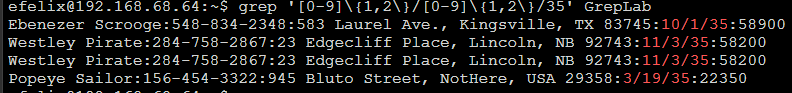 efelix@192.168.68.64:~$ grep '[0-9]\{1,2\}/[0-9]\{1,2\}/35' GrepLab
Ebenezer Scrooge:548-834-2348:583 Laurel Ave., Kingsville, TX 83745:10/1/35:58900
Westley Pirate:284-758-2867:23 Edgecliff Place, Lincoln, NB 92743:11/3/35:58200
Westley Pirate:284-758-2867:23 Edgecliff Place, Lincoln, NB 92743:11/3/35:58200
Popeye Sailor:156-454-3322:945 Bluto Street, NotHere, USA 29358:3/19/35:22350